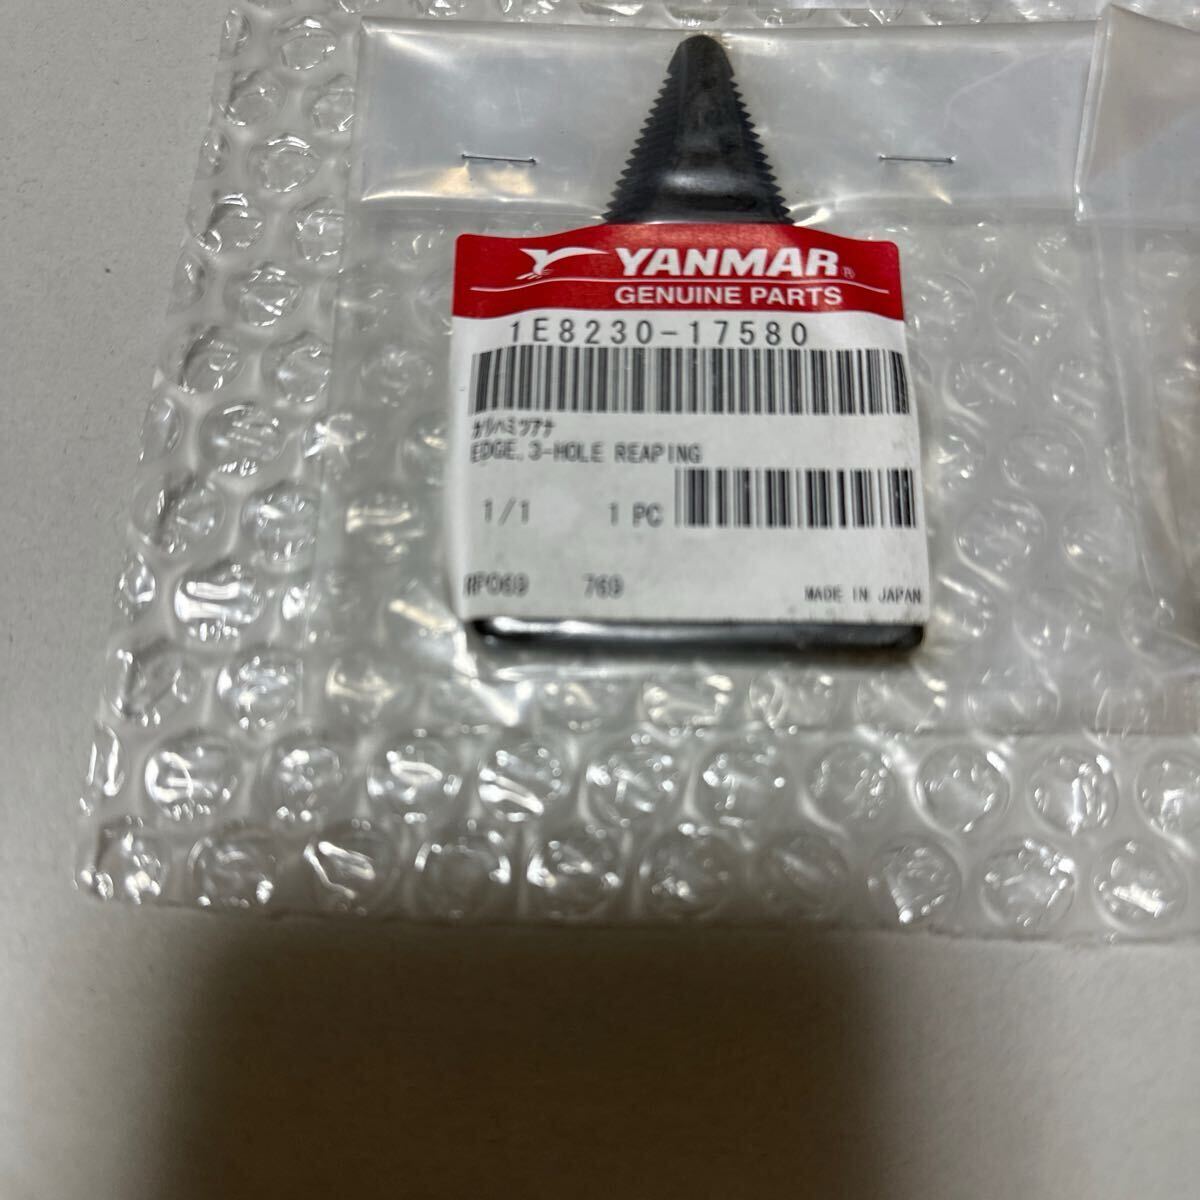 YANMAR®
GENUINE PARTS
1E8230-17580
ｶﾘﾊﾐﾂｱﾅ
EDGE, 3-HOLE REAPING
1/1 1 PC
769
MADE IN JAPAN